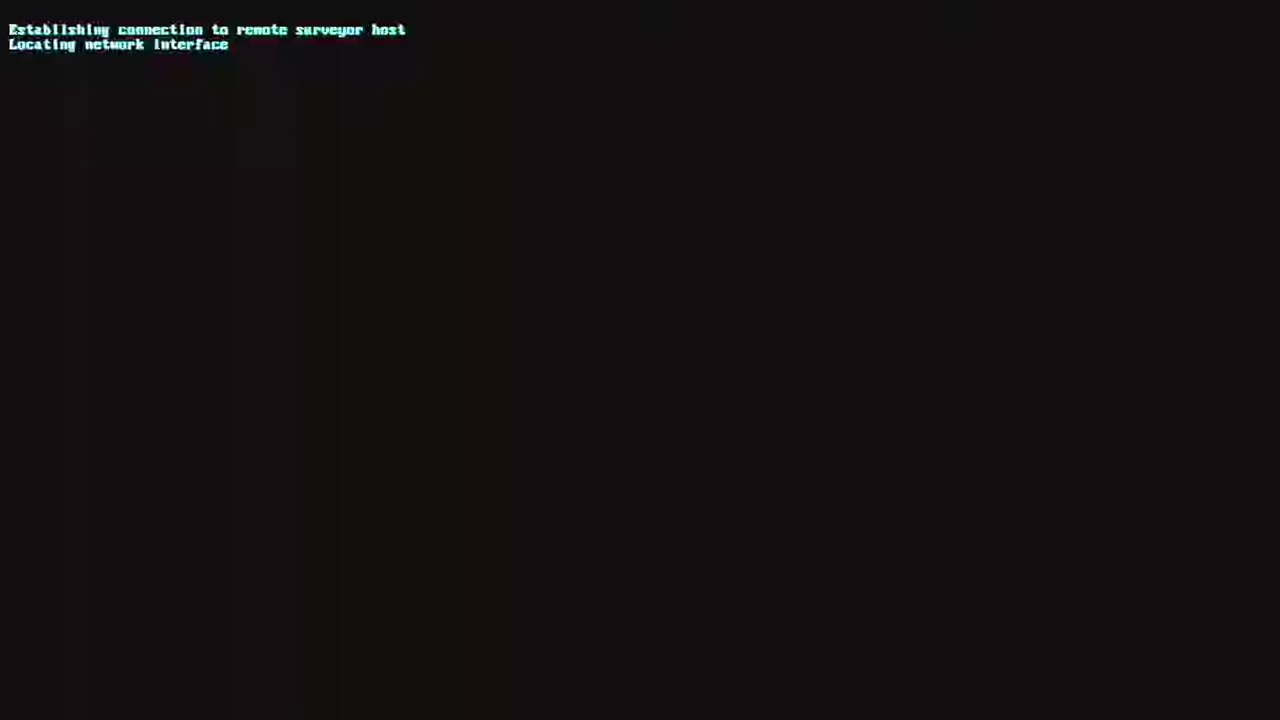 Establishing connection to remote surveyor host
Locating network interface